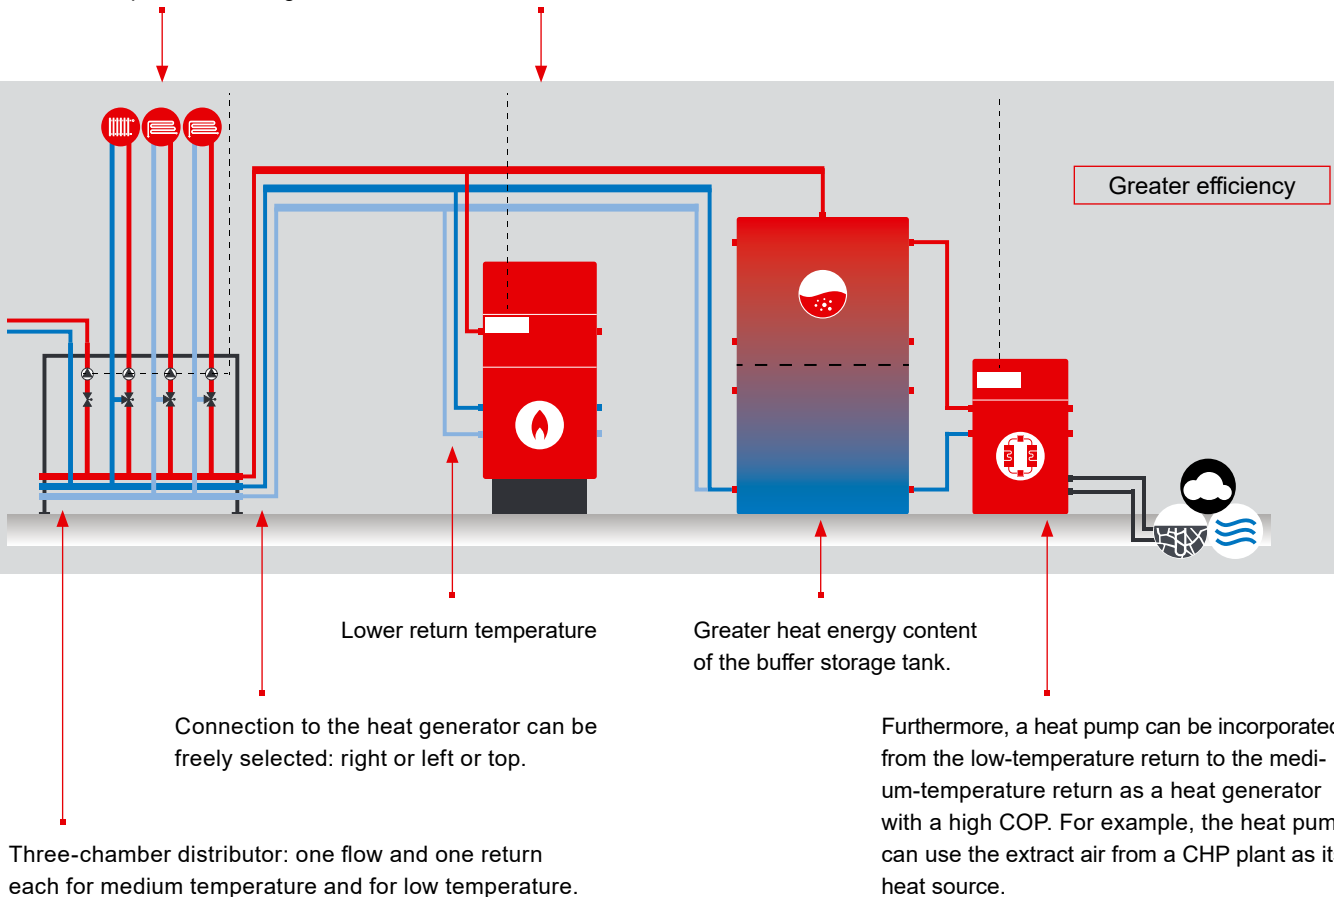 Greater efficiency
Lower return temperature
Greater heat energy content
of the buffer storage tank.
Connection to the heat generator can be
freely selected: right or left or top.
Furthermore, a heat pump can be incorporated
from the low-temperature return to the medi-
um-temperature return as a heat generator
with a high COP. For example, the heat pum
can use the extract air from a CHP plant as it
heat source.
Three-chamber distributor: one flow and one return
each for medium temperature and for low temperature.